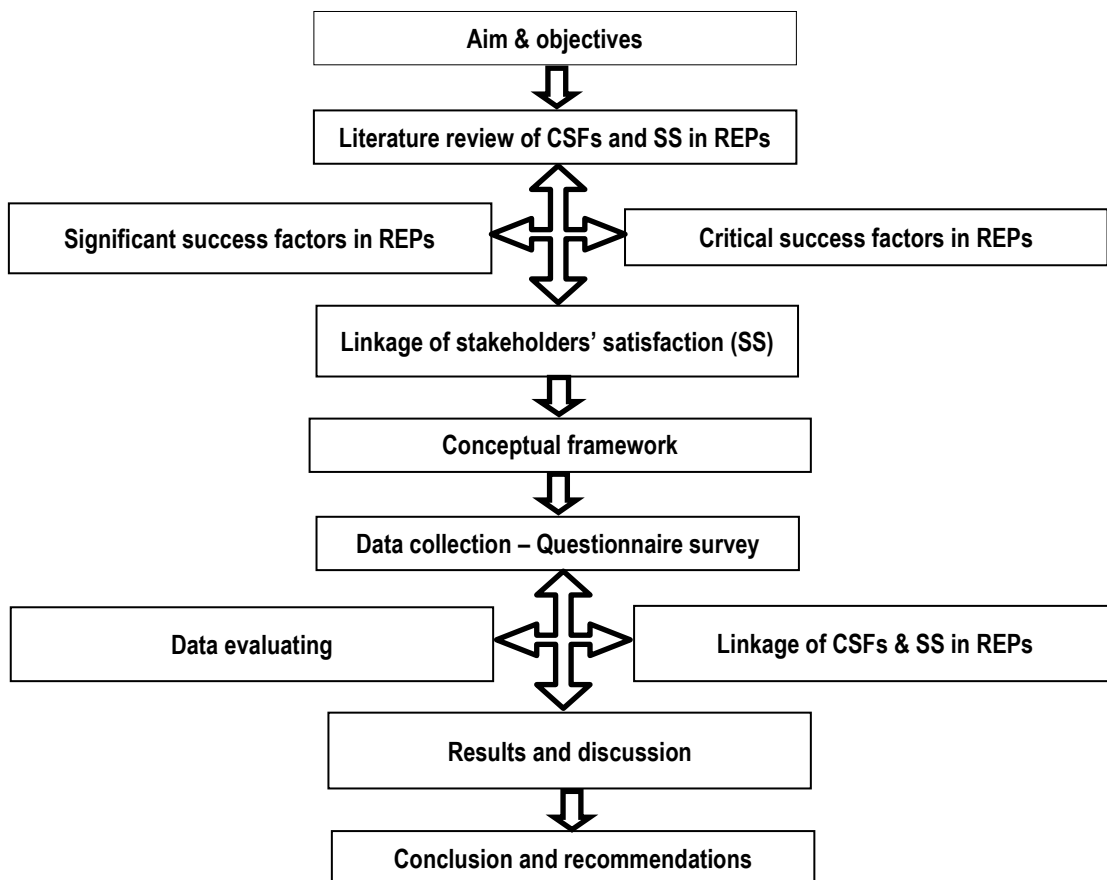 Aim & objectives
Literature review of CSFs and SS in REPs
Significant success factors in REPs
Critical success factors in REPs
Linkage of stakeholders’ satisfaction (SS)
Conceptual framework
Data collection – Questionnaire survey
Data evaluating
Linkage of CSFs & SS in REPs
Results and discussion
Conclusion and recommendations